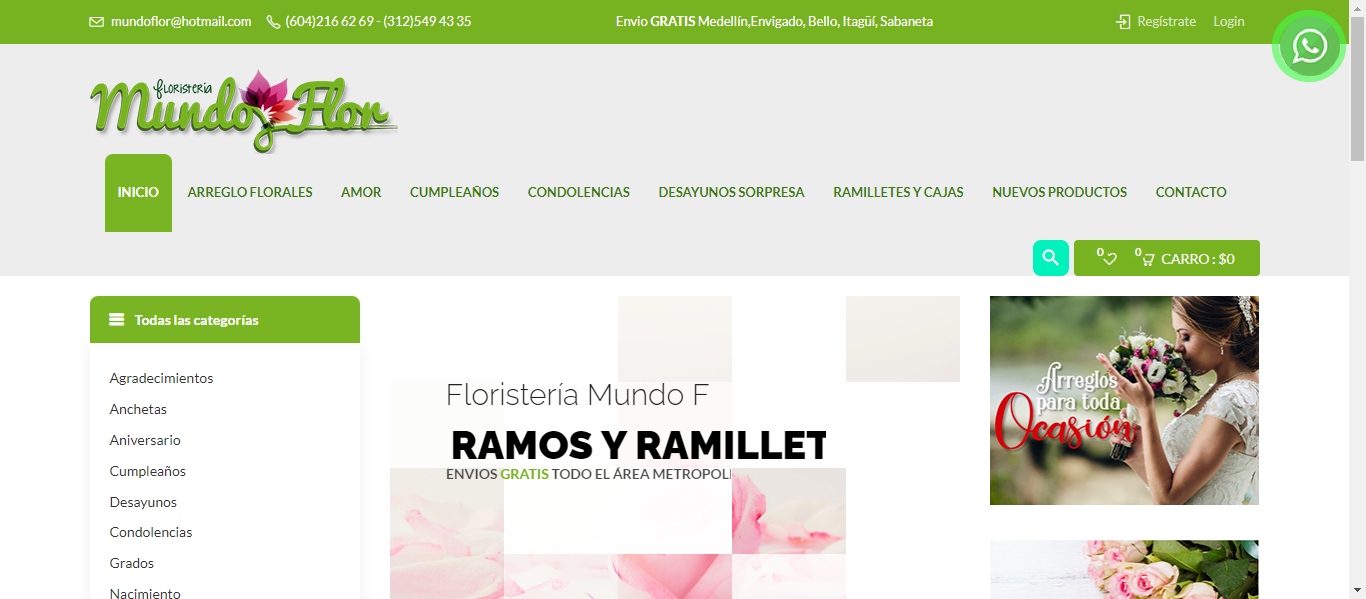 mundoflor@hotmail.com (604)216 62 69 - (312)549 43 35 Envio GRATIS Medellín,Envigado, Bello, Itagüí, Sabaneta Regístrate Login
floristería
Mundo Flor
INICIO ARREGLO FLORALES AMOR CUMPLEAÑOS CONDOLENCIAS DESAYUNOS SORPRESA RAMILLETES Y CAJAS NUEVOS PRODUCTOS CONTACTO
0 0 CARRO : $0
Todas las categorías
Agradecimientos
Anchetas
Aniversario
Cumpleaños
Desayunos
Condolencias
Grados
Nacimiento
Floristería Mundo F
RAMOS Y RAMILLET
ENVIOS GRATIS TODO EL ÁREA METROPOLI
Arreglos
para toda
Ocasión